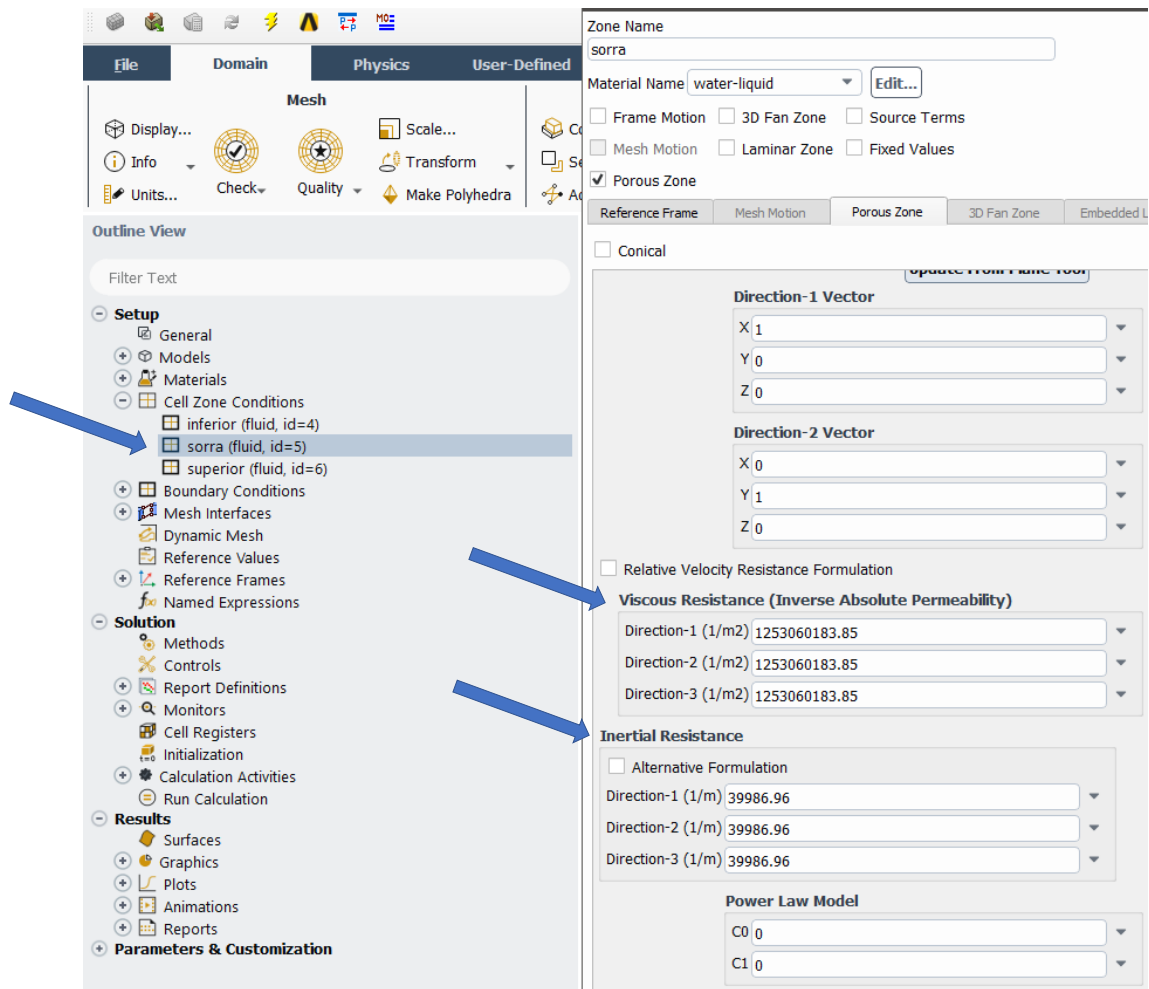 File Domain Physics User-Defined
Mesh
Display...
Info
Units...
Check
Quality
Scale...
Transform
Make Polyhedra
Outline View
Filter Text
Setup
General
Models
Materials
Cell Zone Conditions
inferior (fluid, id=4)
sorra (fluid, id=5)
superior (fluid, id=6)
Boundary Conditions
Mesh Interfaces
Dynamic Mesh
Reference Values
Reference Frames
Named Expressions
Solution
Methods
Controls
Report Definitions
Monitors
Cell Registers
Initialization
Calculation Activities
Run Calculation
Results
Surfaces
Graphics
Plots
Animations
Reports
Parameters & Customization
Zone Name
sorra
Material Name water-liquid Edit...
Frame Motion 3D Fan Zone Source Terms
Mesh Motion Laminar Zone Fixed Values
Porous Zone
Reference Frame Mesh Motion Porous Zone 3D Fan Zone Embedded L
Conical
Update From Plane Tool
Direction-1 Vector
X 1
Y 0
Z 0
Direction-2 Vector
X 0
Y 1
Z 0
Relative Velocity Resistance Formulation
Viscous Resistance (Inverse Absolute Permeability)
Direction-1 (1/m2) 1253060183.85
Direction-2 (1/m2) 1253060183.85
Direction-3 (1/m2) 1253060183.85
Inertial Resistance
Alternative Formulation
Direction-1 (1/m) 39986.96
Direction-2 (1/m) 39986.96
Direction-3 (1/m) 39986.96
Power Law Model
C0 0
C1 0